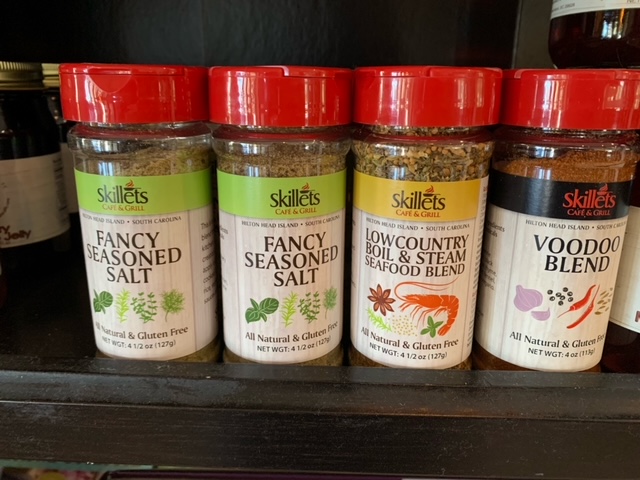 skillets
CAFÉ & GRILL
HILTON HEAD ISLAND • SOUTH CAROLINA
FANCY
SEASONED
SALT
All Natural & Gluten Free
NET WGT: 4 1/2 oz (127g)
skillets
CAFÉ & GRILL
HILTON HEAD ISLAND • SOUTH CAROLINA
FANCY
SEASONED
SALT
All Natural & Gluten Free
NET WGT: 4 1/2 oz (127g)
skillets
CAFÉ & GRILL
HILTON HEAD ISLAND • SOUTH CAROLINA
LOWCOUNTRY
BOIL & STEAM
SEAFOOD BLEND
All Natural & Gluten Free
NET WGT: 4 1/2 oz (127g)
skillets
CAFÉ & GRILL
HILTON HEAD ISLAND • SOUTH CAROLINA
VOODOO
BLEND
All Natural & Gluten Free
NET WGT: 4 oz (113g)